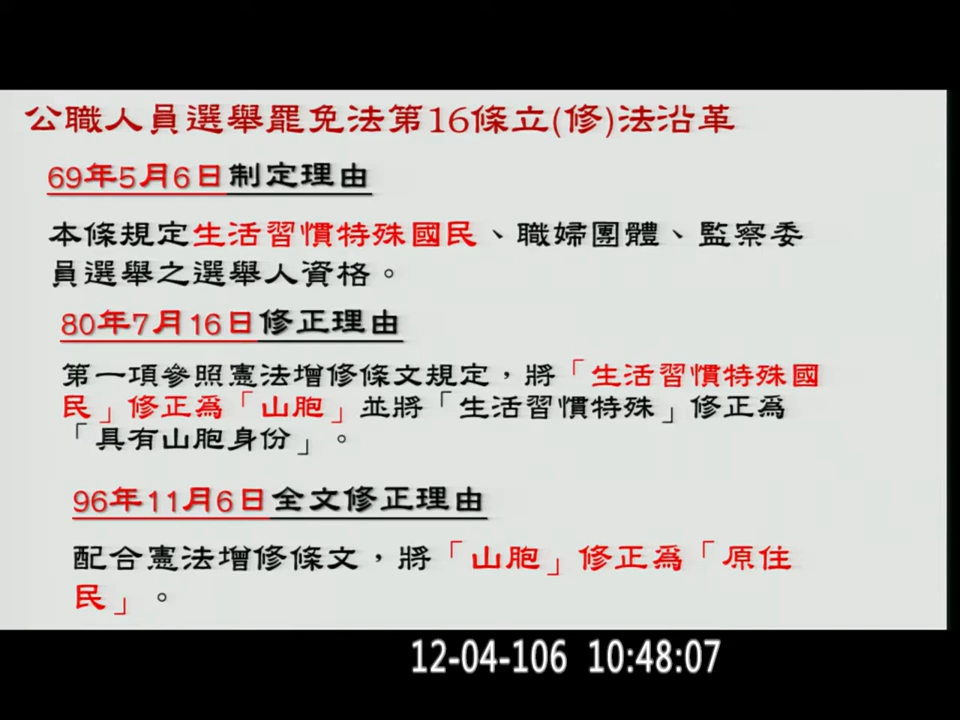 公職人員選舉罷免法第16條立(修)法沿革
69年5月6日制定理由
本條規定生活習慣特殊國民、職婦團體、監察委
員選舉之選舉人資格。
80年7月16日修正理由
第一項參照憲法增修條文規定，將「生活習慣特殊國
民」修正為「山胞」並將「生活習慣特殊」修正為
「具有山胞身份」。
96年11月6日全文修正理由
配合憲法增修條文，將「山胞」修正為「原住
民」。
12-04-106 10:48:07